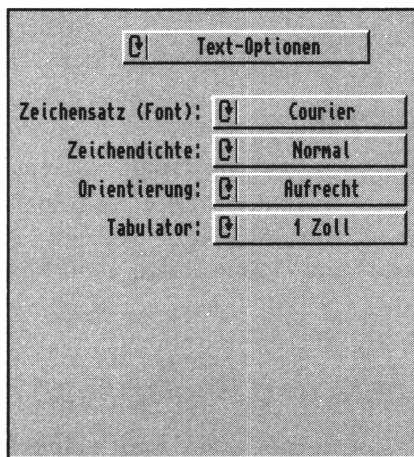 Text-Optionen
Zeichensatz (Font): Courier
Zeichendichte: Normal
Orientierung: Aufrecht
Tabulator: 1 Zoll